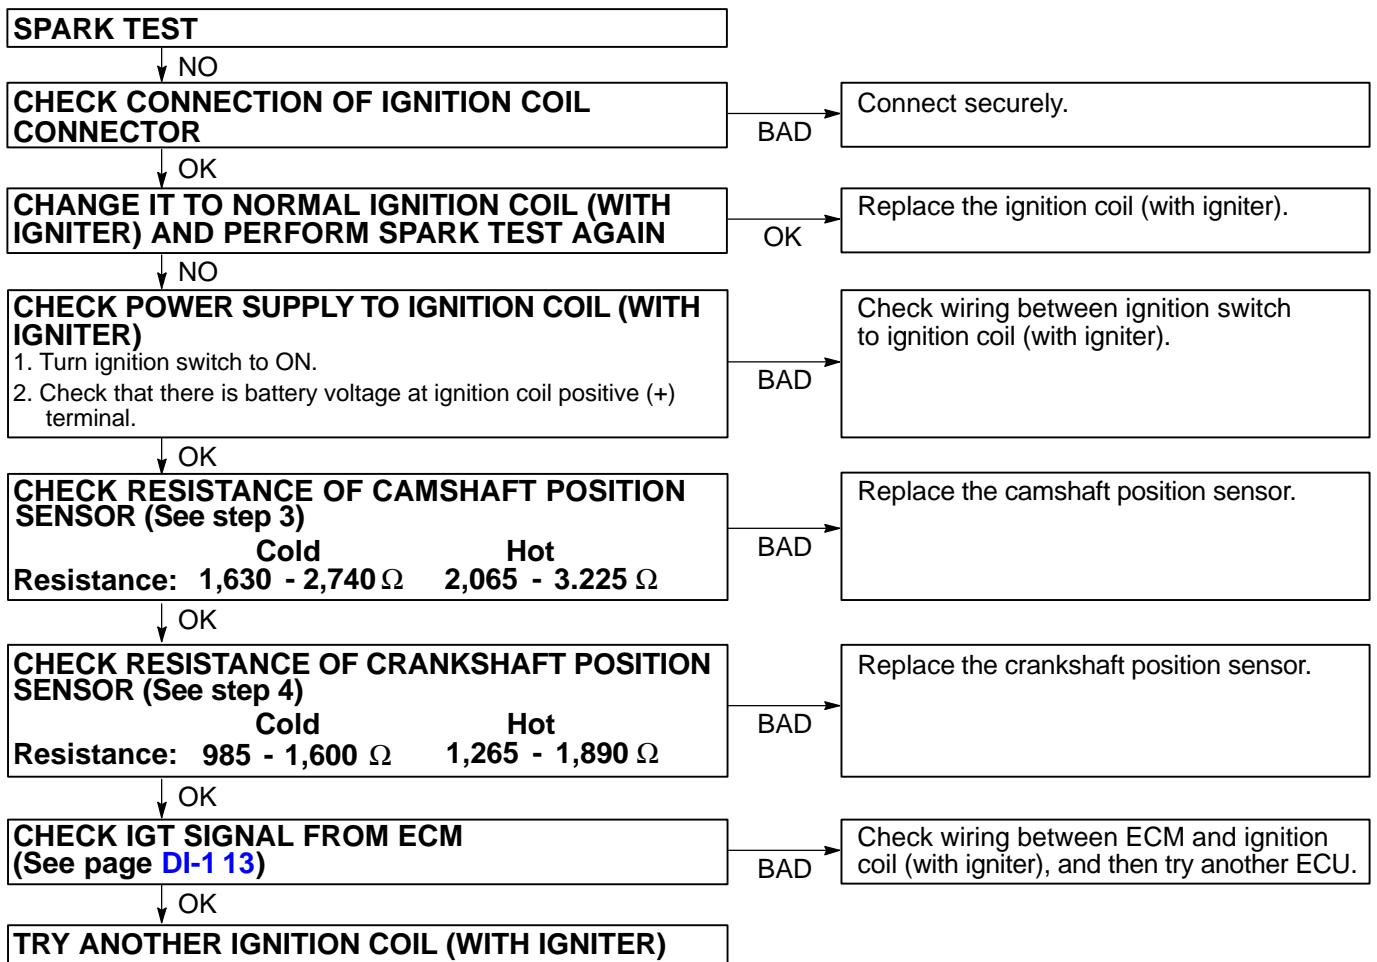 SPARK TEST
NO
CHECK CONNECTION OF IGNITION COIL
CONNECTOR
BAD
Connect securely.
OK
CHANGE IT TO NORMAL IGNITION COIL (WITH
IGNITER) AND PERFORM SPARK TEST AGAIN
OK
Replace the ignition coil (with igniter).
NO
CHECK POWER SUPPLY TO IGNITION COIL (WITH
IGNITER)
1. Turn ignition switch to ON.
2. Check that there is battery voltage at ignition coil positive (+)
terminal.
BAD
Check wiring between ignition switch
to ignition coil (with igniter).
OK
CHECK RESISTANCE OF CAMSHAFT POSITION
SENSOR (See step 3)
Cold Hot
Resistance: 1,630 - 2,740 Ω 2,065 - 3.225 Ω
BAD
Replace the camshaft position sensor.
OK
CHECK RESISTANCE OF CRANKSHAFT POSITION
SENSOR (See step 4)
Cold Hot
Resistance: 985 - 1,600 Ω 1,265 - 1,890 Ω
BAD
Replace the crankshaft position sensor.
OK
CHECK IGT SIGNAL FROM ECM
(See page DI-1 13)
BAD
Check wiring between ECM and ignition
coil (with igniter), and then try another ECU.
OK
TRY ANOTHER IGNITION COIL (WITH IGNITER)